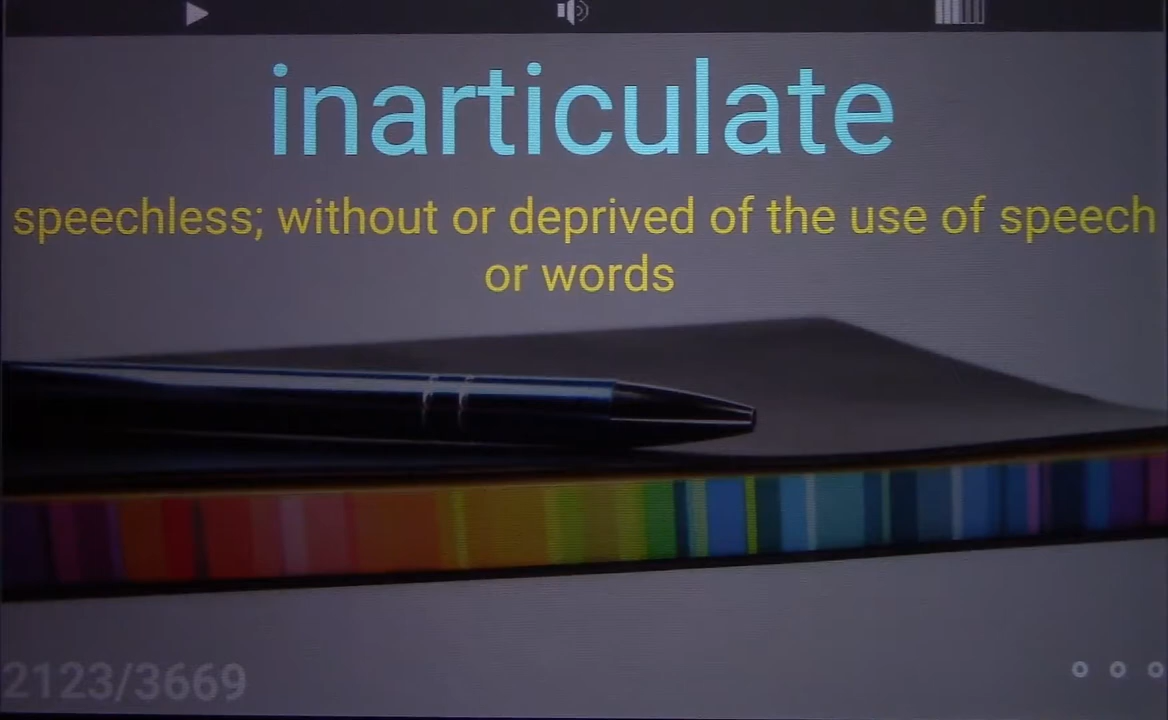 inarticulate
speechless; without or deprived of the use of speech
or words
2123/3669